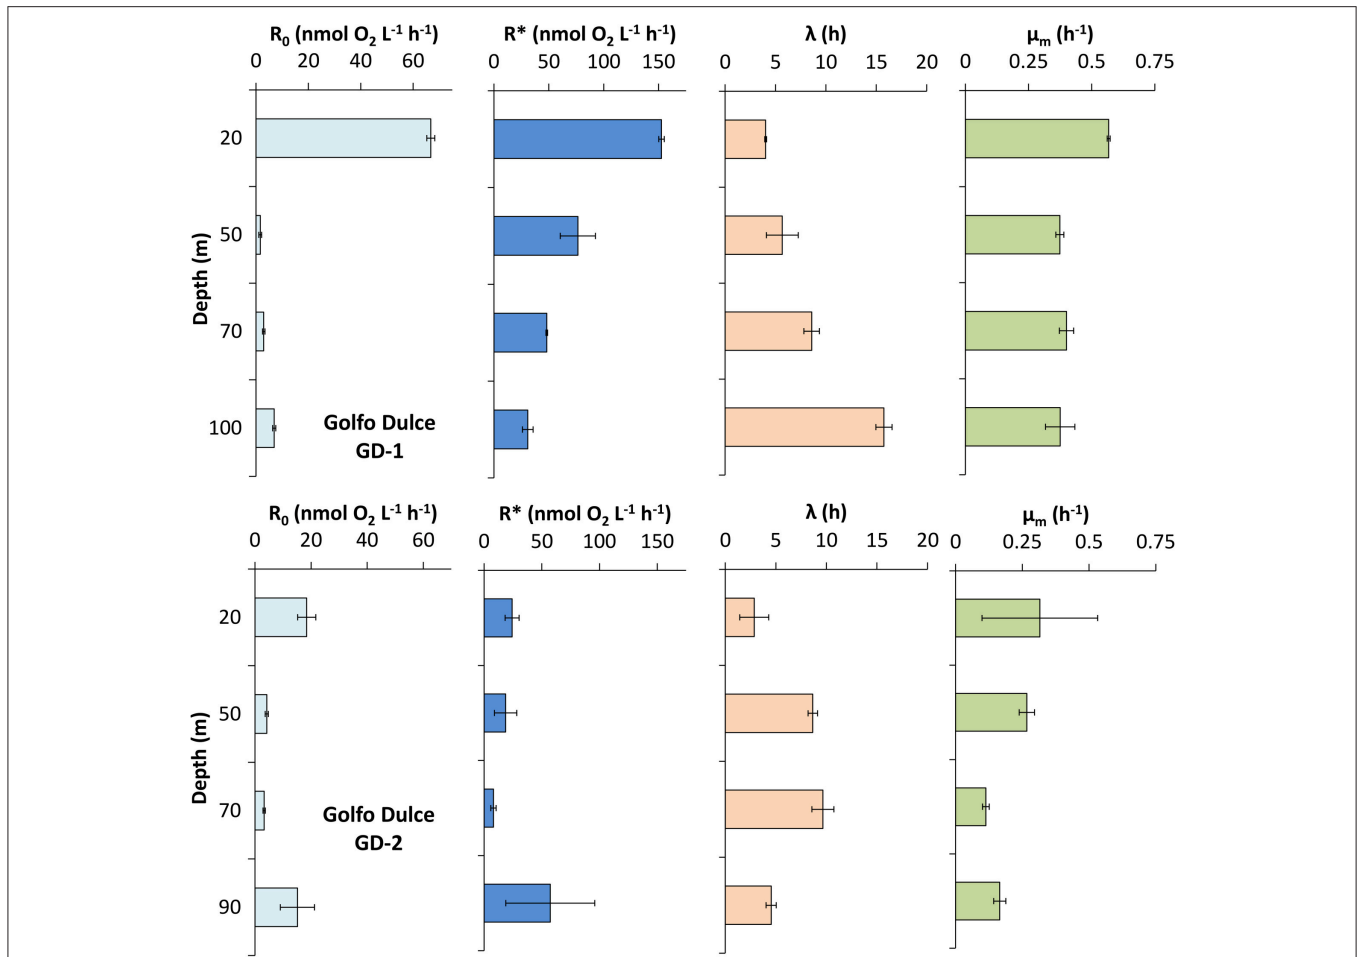 R₀ (nmol O₂ L⁻¹ h⁻¹) R* (nmol O₂ L⁻¹ h⁻¹) λ (h) μₘ (h⁻¹)
0 20 40 60 0 50 100 150 0 5 10 15 20 0 0.25 0.5 0.75
20
50
Depth (m)
70
100
Golfo Dulce
GD-1
R₀ (nmol O₂ L⁻¹ h⁻¹) R* (nmol O₂ L⁻¹ h⁻¹) λ (h) μₘ (h⁻¹)
0 20 40 60 0 50 100 150 0 5 10 15 20 0 0.25 0.5 0.75
20
50
Depth (m)
70
90
Golfo Dulce
GD-2